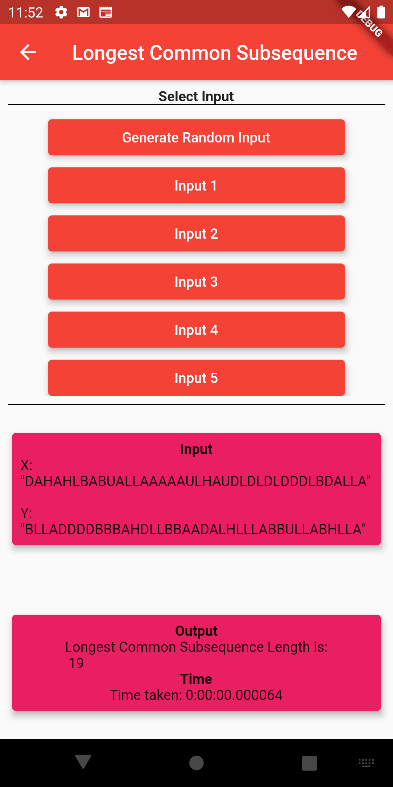 11:52
DEBUG
Longest Common Subsequence
Select Input
Generate Random Input
Input 1
Input 2
Input 3
Input 4
Input 5
Input
X:
"DAHAHLBABUALLAAAAAULHAUDLDLDLDDDLBDALLA"
Y:
"BLLADDDDBBBAHDLLBBAADALHLLLABBULLABHLLA"
Output
Longest Common Subsequence Length is:
19
Time
Time taken: 0:00:00.000064